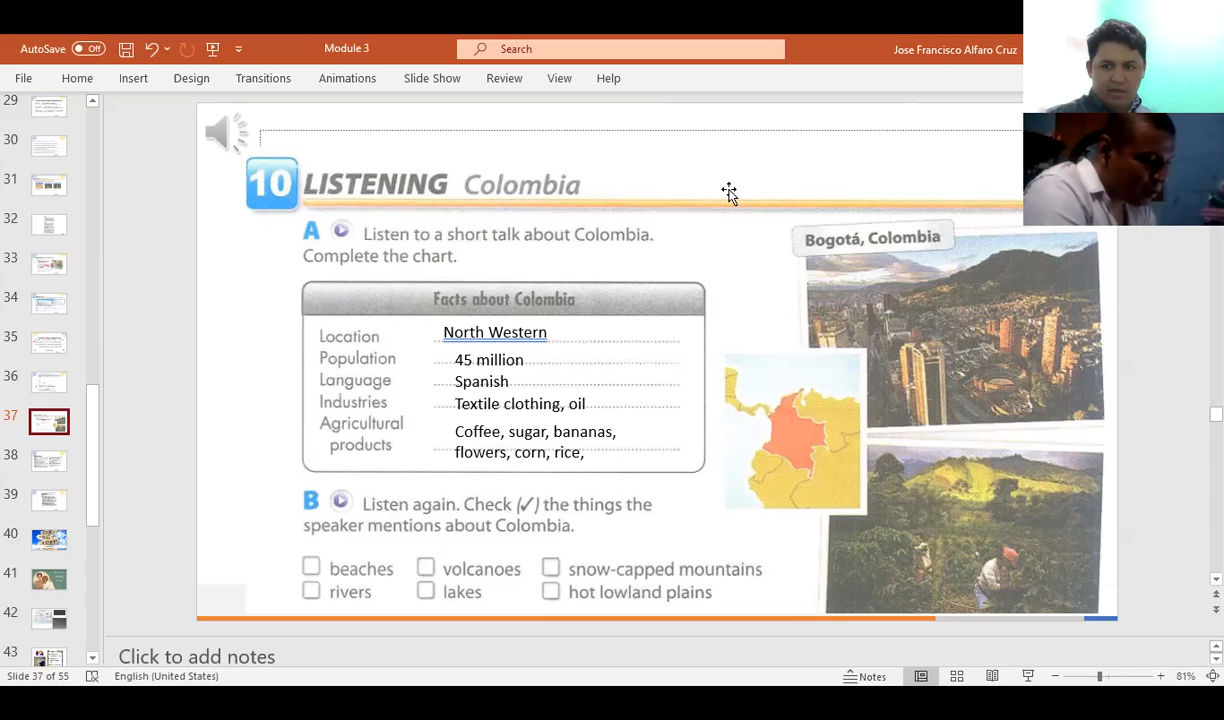 AutoSave Off Module 3 Search Jose Francisco Alfaro Cruz
File Home Insert Design Transitions Animations Slide Show Review View Help
29
30
31
32
33
34
35
36
37
38
39
40
41
42
43
10 LISTENING Colombia
A Listen to a short talk about Colombia.
Complete the chart.
Facts about Colombia
Location North Western
Population 45 million
Language Spanish
Industries Textile clothing, oil
Agricultural Coffee, sugar, bananas,
products flowers, corn, rice,
B Listen again. Check (✓) the things the
speaker mentions about Colombia.
beaches volcanoes snow-capped mountains
rivers lakes hot lowland plains
Bogotá, Colombia
Click to add notes
Slide 37 of 55 English (United States) Notes 81%